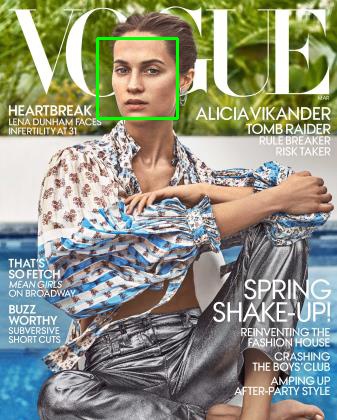 VOGUE
MAR
HEARTBREAK
LENA DUNHAM FACES
INFERTILITY AT 31
ALICIA VIKANDER
TOMB RAIDER
RULE BREAKER
RISK TAKER
THAT'S
SO FETCH
MEAN GIRLS
ON BROADWAY
BUZZ
WORTHY
SUBVERSIVE
SHORT CUTS
SPRING
SHAKE-UP!
REINVENTING THE
FASHION HOUSE
CRASHING
THE BOYS' CLUB
AMPING UP
AFTER-PARTY STYLE